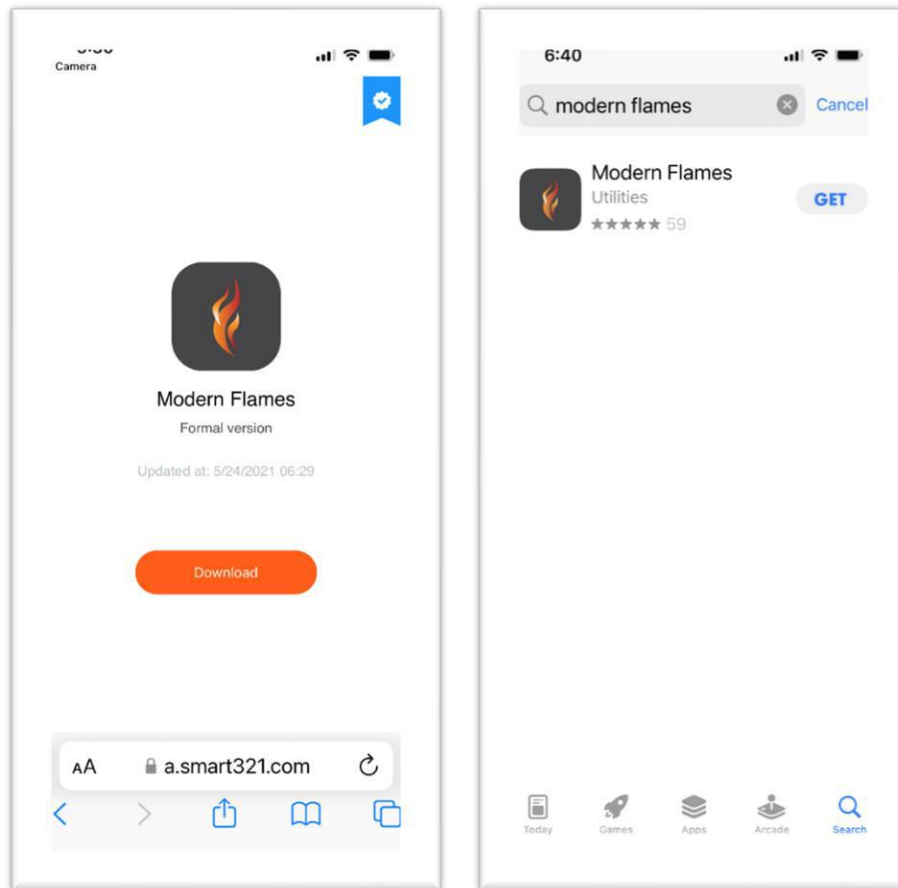 Camera
Modern Flames
Formal version
Updated at: 5/24/2021 06:29
Download
AA a.smart321.com
6:40
modern flames Cancel
Modern Flames
Utilities
GET
59
Today Games Apps Arcade Search